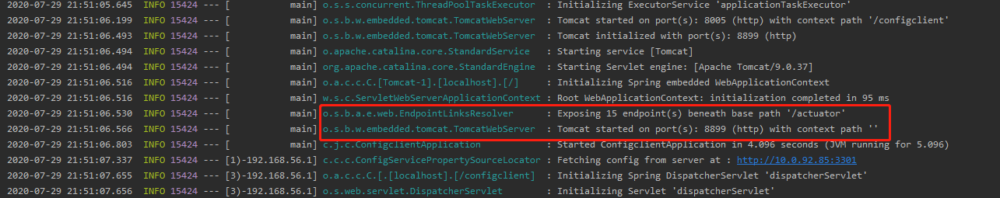 2020-07-29 21:51:05.645  INFO 15424 --- [           main] o.s.s.concurrent.ThreadPoolTaskExecutor  : Initializing ExecutorService 'applicationTaskExecutor'
2020-07-29 21:51:06.199  INFO 15424 --- [           main] o.s.b.w.embedded.tomcat.TomcatWebServer  : Tomcat started on port(s): 8005 (http) with context path '/configclient'
2020-07-29 21:51:06.493  INFO 15424 --- [           main] o.s.b.w.embedded.tomcat.TomcatWebServer  : Tomcat initialized with port(s): 8899 (http)
2020-07-29 21:51:06.494  INFO 15424 --- [           main] o.apache.catalina.core.StandardService   : Starting service [Tomcat]
2020-07-29 21:51:06.494  INFO 15424 --- [           main] org.apache.catalina.core.StandardEngine  : Starting Servlet engine: [Apache Tomcat/9.0.37]
2020-07-29 21:51:06.516  INFO 15424 --- [           main] o.a.c.c.C.[Tomcat-1].[localhost].[/]     : Initializing Spring embedded WebApplicationContext
2020-07-29 21:51:06.516  INFO 15424 --- [           main] w.s.c.ServletWebServerApplicationContext : Root WebApplicationContext: initialization completed in 95 ms
2020-07-29 21:51:06.530  INFO 15424 --- [           main] o.s.b.a.e.web.EndpointLinksResolver      : Exposing 15 endpoint(s) beneath base path '/actuator'
2020-07-29 21:51:06.566  INFO 15424 --- [           main] o.s.b.w.embedded.tomcat.TomcatWebServer  : Tomcat started on port(s): 8899 (http) with context path ''
2020-07-29 21:51:06.803  INFO 15424 --- [           main] c.j.c.ConfigclientApplication            : Started ConfigclientApplication in 4.096 seconds (JVM running for 5.096)
2020-07-29 21:51:07.337  INFO 15424 --- [1)-192.168.56.1] c.c.c.ConfigServicePropertySourceLocator : Fetching config from server at : http://10.0.92.85:3301
2020-07-29 21:51:07.655  INFO 15424 --- [3)-192.168.56.1] o.a.c.c.C.[.[localhost].[/configclient]  : Initializing Spring DispatcherServlet 'dispatcherServlet'
2020-07-29 21:51:07.656  INFO 15424 --- [3)-192.168.56.1] o.s.web.servlet.DispatcherServlet        : Initializing Servlet 'dispatcherServlet'